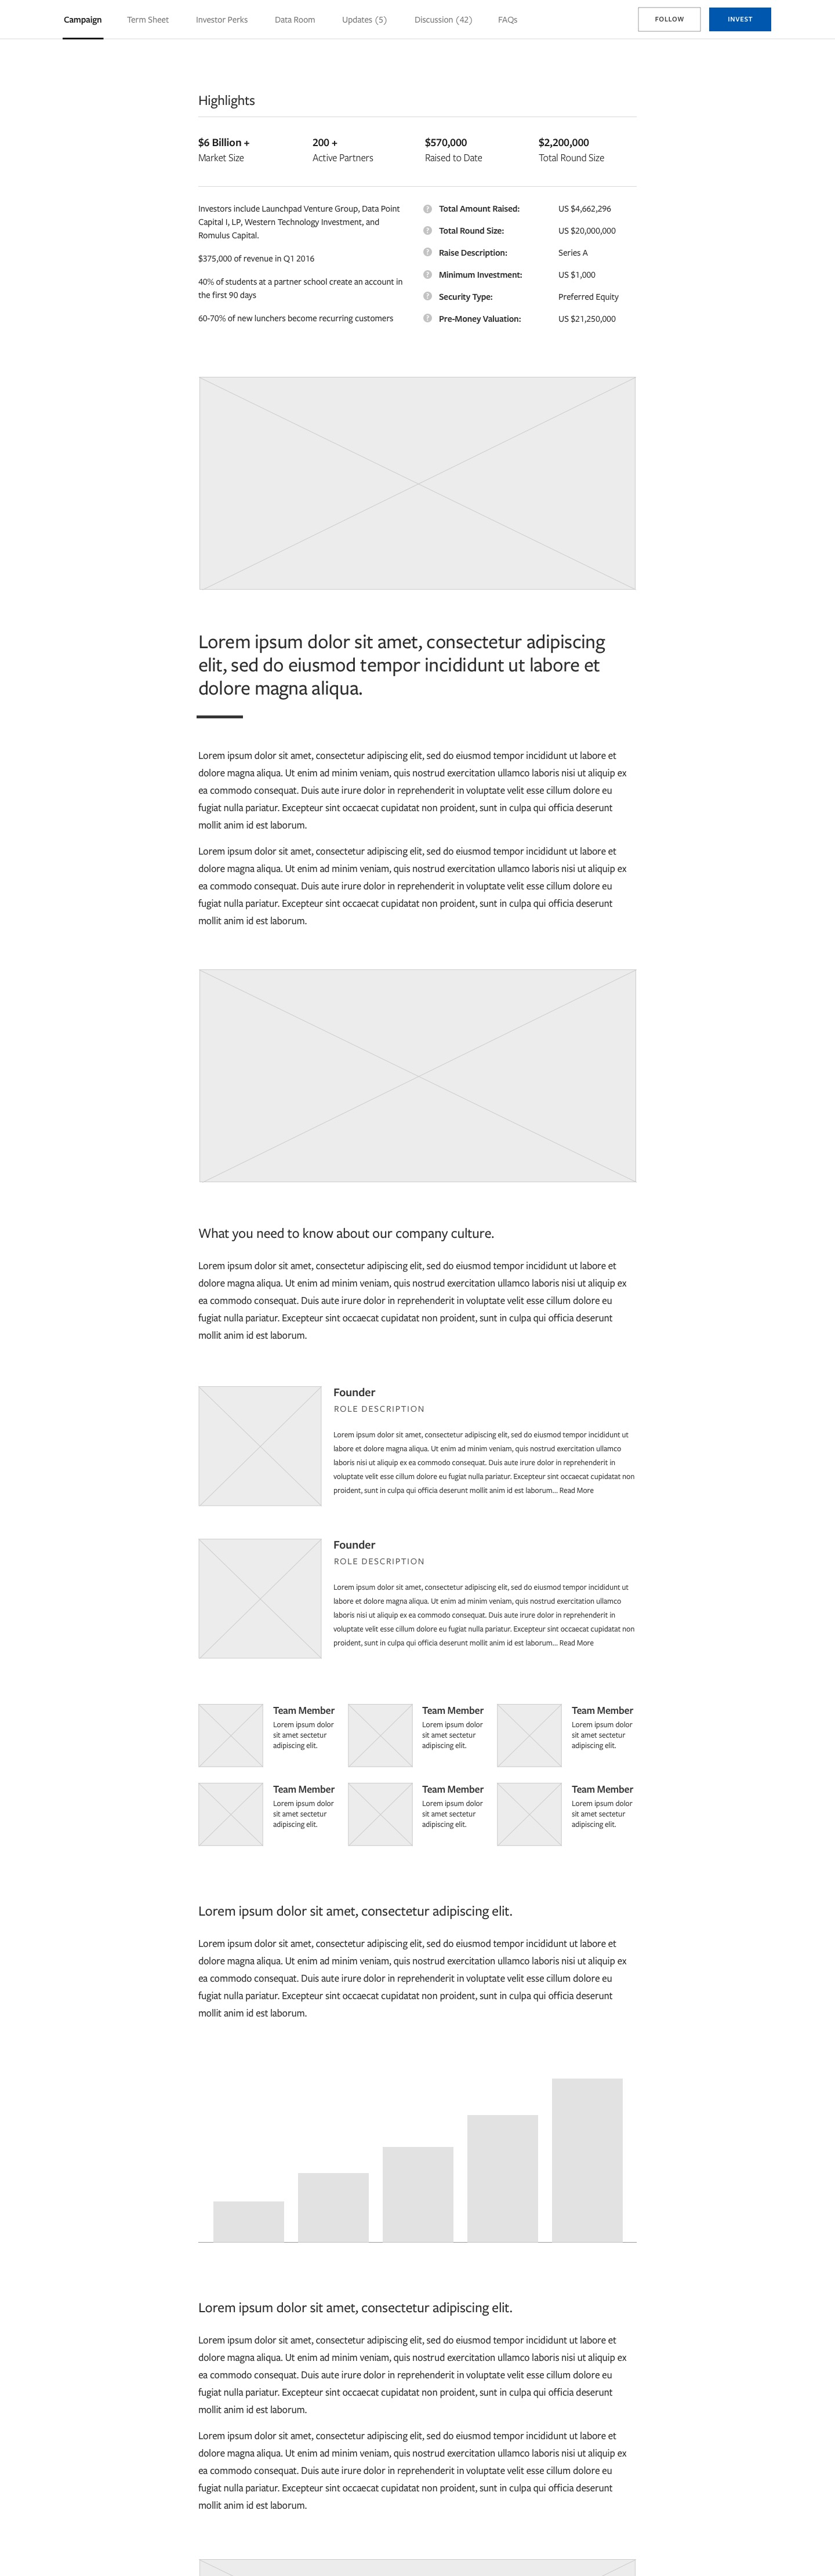 Campaign Term Sheet Investor Perks Data Room Updates (5) Discussion (42) FAQs FOLLOW INVEST
Highlights
$6 Billion + 200 + $570,000 $2,200,000
Market Size Active Partners Raised to Date Total Round Size
Investors include Launchpad Venture Group, Data Point
Capital I, LP, Western Technology Investment, and
Romulus Capital.
$375,000 of revenue in Q1 2016
40% of students at a partner school create an account in
the first 90 days
60-70% of new lunchers become recurring customers
? Total Amount Raised: US $4,662,296
? Total Round Size: US $20,000,000
? Raise Description: Series A
? Minimum Investment: US $1,000
? Security Type: Preferred Equity
? Pre-Money Valuation: US $21,250,000
Lorem ipsum dolor sit amet, consectetur adipiscing
elit, sed do eiusmod tempor incididunt ut labore et
dolore magna aliqua.
Lorem ipsum dolor sit amet, consectetur adipiscing elit, sed do eiusmod tempor incididunt ut labore et
dolore magna aliqua. Ut enim ad minim veniam, quis nostrud exercitation ullamco laboris nisi ut aliquip ex
ea commodo consequat. Duis aute irure dolor in reprehenderit in voluptate velit esse cillum dolore eu
fugiat nulla pariatur. Excepteur sint occaecat cupidatat non proident, sunt in culpa qui officia deserunt
mollit anim id est laborum.
Lorem ipsum dolor sit amet, consectetur adipiscing elit, sed do eiusmod tempor incididunt ut labore et
dolore magna aliqua. Ut enim ad minim veniam, quis nostrud exercitation ullamco laboris nisi ut aliquip ex
ea commodo consequat. Duis aute irure dolor in reprehenderit in voluptate velit esse cillum dolore eu
fugiat nulla pariatur. Excepteur sint occaecat cupidatat non proident, sunt in culpa qui officia deserunt
mollit anim id est laborum.
What you need to know about our company culture.
Lorem ipsum dolor sit amet, consectetur adipiscing elit, sed do eiusmod tempor incididunt ut labore et
dolore magna aliqua. Ut enim ad minim veniam, quis nostrud exercitation ullamco laboris nisi ut aliquip ex
ea commodo consequat. Duis aute irure dolor in reprehenderit in voluptate velit esse cillum dolore eu
fugiat nulla pariatur. Excepteur sint occaecat cupidatat non proident, sunt in culpa qui officia deserunt
mollit anim id est laborum.
Founder
ROLE DESCRIPTION
Lorem ipsum dolor sit amet, consectetur adipiscing elit, sed do eiusmod tempor incididunt ut
labore et dolore magna aliqua. Ut enim ad minim veniam, quis nostrud exercitation ullamco
laboris nisi ut aliquip ex ea commodo consequat. Duis aute irure dolor in reprehenderit in
voluptate velit esse cillum dolore eu fugiat nulla pariatur. Excepteur sint occaecat cupidatat non
proident, sunt in culpa qui officia deserunt mollit anim id est laborum... Read More
Founder
ROLE DESCRIPTION
Lorem ipsum dolor sit amet, consectetur adipiscing elit, sed do eiusmod tempor incididunt ut
labore et dolore magna aliqua. Ut enim ad minim veniam, quis nostrud exercitation ullamco
laboris nisi ut aliquip ex ea commodo consequat. Duis aute irure dolor in reprehenderit in
voluptate velit esse cillum dolore eu fugiat nulla pariatur. Excepteur sint occaecat cupidatat non
proident, sunt in culpa qui officia deserunt mollit anim id est laborum... Read More
Team Member
Lorem ipsum dolor
sit amet sectetur
adipiscing elit.
Team Member
Lorem ipsum dolor
sit amet sectetur
adipiscing elit.
Team Member
Lorem ipsum dolor
sit amet sectetur
adipiscing elit.
Team Member
Lorem ipsum dolor
sit amet sectetur
adipiscing elit.
Team Member
Lorem ipsum dolor
sit amet sectetur
adipiscing elit.
Team Member
Lorem ipsum dolor
sit amet sectetur
adipiscing elit.
Lorem ipsum dolor sit amet, consectetur adipiscing elit.
Lorem ipsum dolor sit amet, consectetur adipiscing elit, sed do eiusmod tempor incididunt ut labore et
dolore magna aliqua. Ut enim ad minim veniam, quis nostrud exercitation ullamco laboris nisi ut aliquip ex
ea commodo consequat. Duis aute irure dolor in reprehenderit in voluptate velit esse cillum dolore eu
fugiat nulla pariatur. Excepteur sint occaecat cupidatat non proident, sunt in culpa qui officia deserunt
mollit anim id est laborum.
Lorem ipsum dolor sit amet, consectetur adipiscing elit.
Lorem ipsum dolor sit amet, consectetur adipiscing elit, sed do eiusmod tempor incididunt ut labore et
dolore magna aliqua. Ut enim ad minim veniam, quis nostrud exercitation ullamco laboris nisi ut aliquip ex
ea commodo consequat. Duis aute irure dolor in reprehenderit in voluptate velit esse cillum dolore eu
fugiat nulla pariatur. Excepteur sint occaecat cupidatat non proident, sunt in culpa qui officia deserunt
mollit anim id est laborum.
Lorem ipsum dolor sit amet, consectetur adipiscing elit, sed do eiusmod tempor incididunt ut labore et
dolore magna aliqua. Ut enim ad minim veniam, quis nostrud exercitation ullamco laboris nisi ut aliquip ex
ea commodo consequat. Duis aute irure dolor in reprehenderit in voluptate velit esse cillum dolore eu
fugiat nulla pariatur. Excepteur sint occaecat cupidatat non proident, sunt in culpa qui officia deserunt
mollit anim id est laborum.